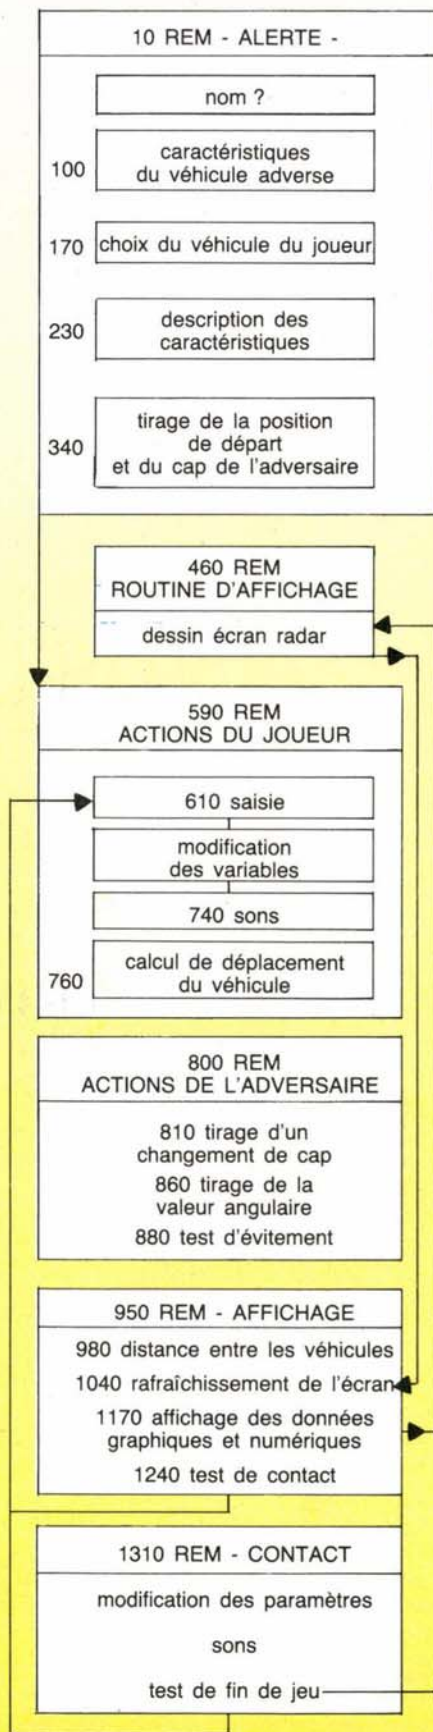 10 REM - ALERTE -
nom ?
100
caractéristiques
du véhicule adverse
170
choix du véhicule du joueur
230
description des
caractéristiques
340
tirage de la position
de départ
et du cap de l'adversaire
460 REM
ROUTINE D'AFFICHAGE
dessin écran radar
590 REM
ACTIONS DU JOUEUR
610 saisie
modification
des variables
740 sons
760
calcul de déplacement
du véhicule
800 REM
ACTIONS DE L'ADVERSAIRE
810 tirage d'un
changement de cap
860 tirage de la
valeur angulaire
880 test d'évitement
950 REM - AFFICHAGE
980 distance entre les véhicules
1040 rafraîchissement de l'écran
1170 affichage des données
graphiques et numériques
1240 test de contact
1310 REM - CONTACT
modification des paramètres
sons
test de fin de jeu